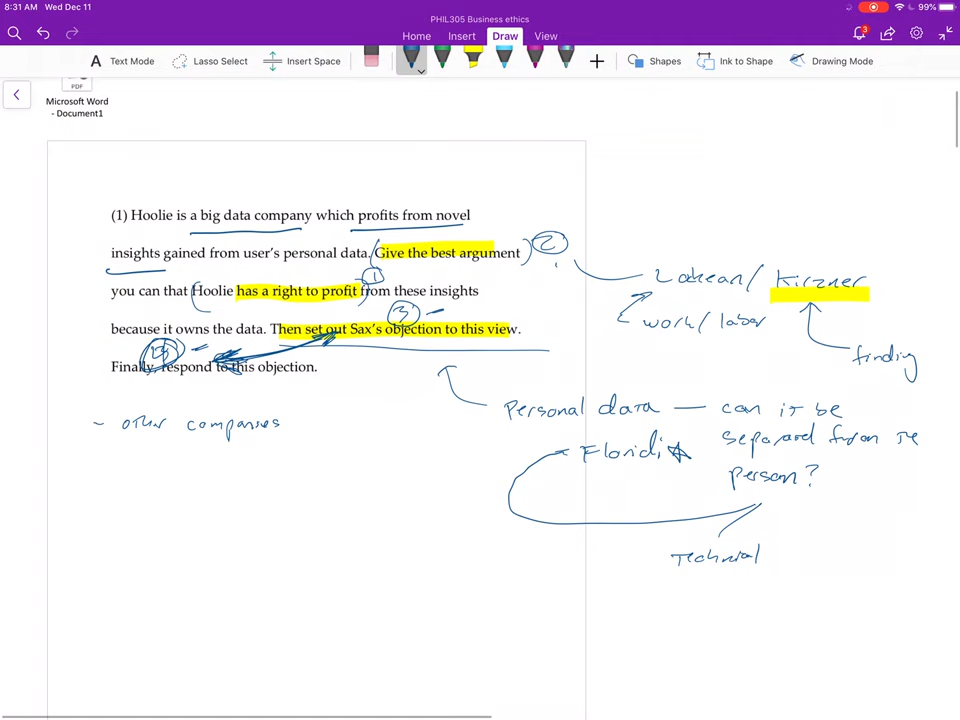 8:31 AM Wed Dec 11
99%
PHIL305 Business ethics
Home Insert Draw View
3
Text Mode Lasso Select Insert Space Shapes Ink to Shape Drawing Mode
PDF
Microsoft Word
- Document1
(1) Hoolie is a big data company which profits from novel
insights gained from user's personal data. (Give the best argument) 2
you can that Hoolie has a right to profit from these insights
1
because it owns the data. Then set out Sax's objection to this view.
3
Finally, respond to this objection.
Lockean/ Kirzner
work/labor
finding
Personal data — can it be
separated from the
person?
Floridi
Technical
- other companies